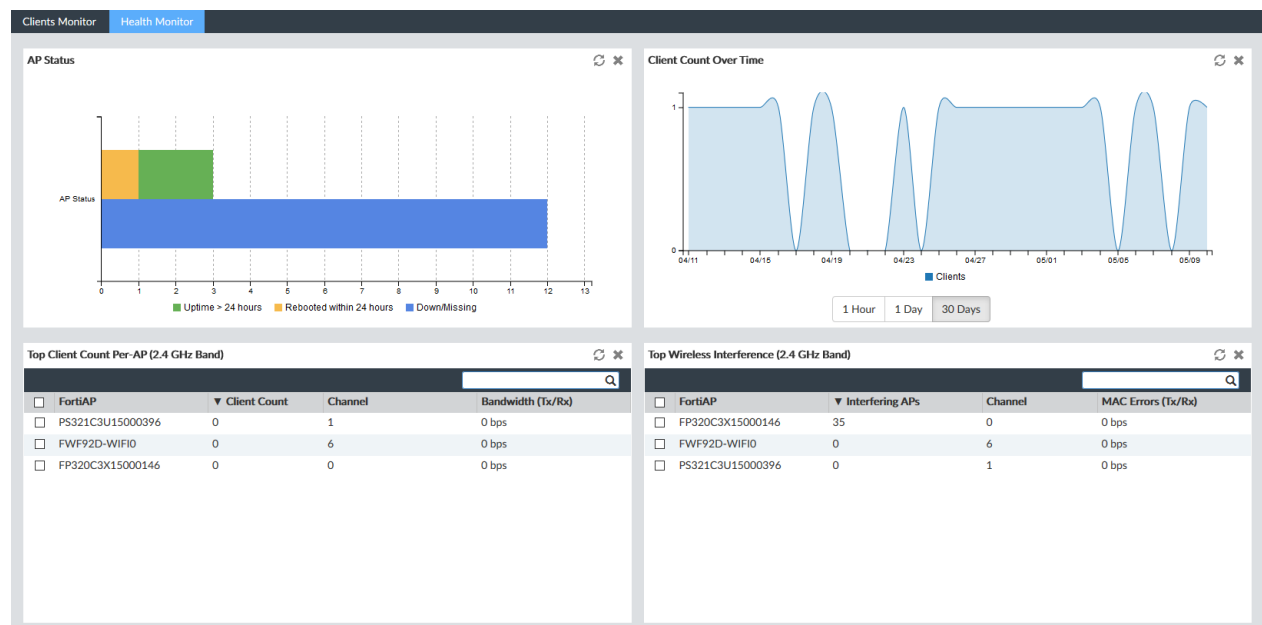 Clients Monitor Health Monitor
AP Status
AP Status
0 1 2 3 4 5 6 7 8 9 10 11 12 13
Uptime > 24 hours Rebooted within 24 hours Down/Missing
Client Count Over Time
1
0
04/11 04/15 04/19 04/23 04/27 05/01 05/05 05/09
Clients
1 Hour 1 Day 30 Days
Top Client Count Per-AP (2.4 GHz Band)
FortiAP ▼ Client Count Channel Bandwidth (Tx/Rx)
PS321C3U15000396 0 1 0 bps
FWF92D-WIFI0 0 6 0 bps
FP320C3X15000146 0 0 0 bps
Top Wireless Interference (2.4 GHz Band)
FortiAP ▼ Interfering APs Channel MAC Errors (Tx/Rx)
FP320C3X15000146 35 0 0 bps
FWF92D-WIFI0 0 6 0 bps
PS321C3U15000396 0 1 0 bps